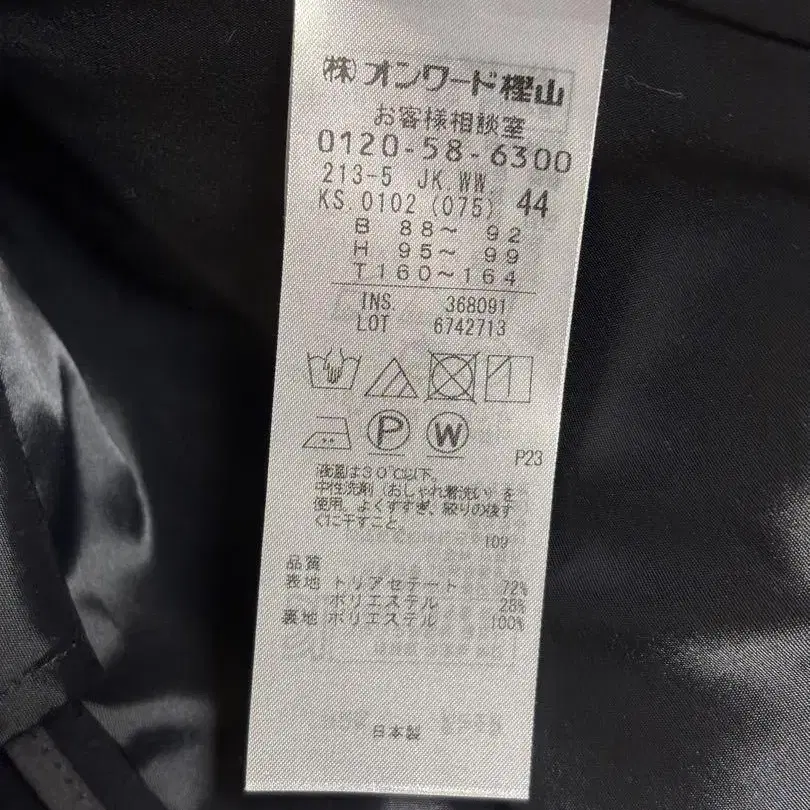 (株)オンワード樫山
お客様相談室
0120-58-6300
213-5 JK.WW.
KS.0102(075) 44
B 88～ 92
H 95～ 99
T160～164
INS. 368091
LOT 6742713
P
W
P23
液温は30℃以下。
中性洗剤(おしゃれ着洗い)を
使用。よくすすぎ、絞りの後す
ぐに干すこと。
109
品質
表地 トリアセテート 72%
ポリエステル 28%
裏地 ポリエステル 100%
日本製